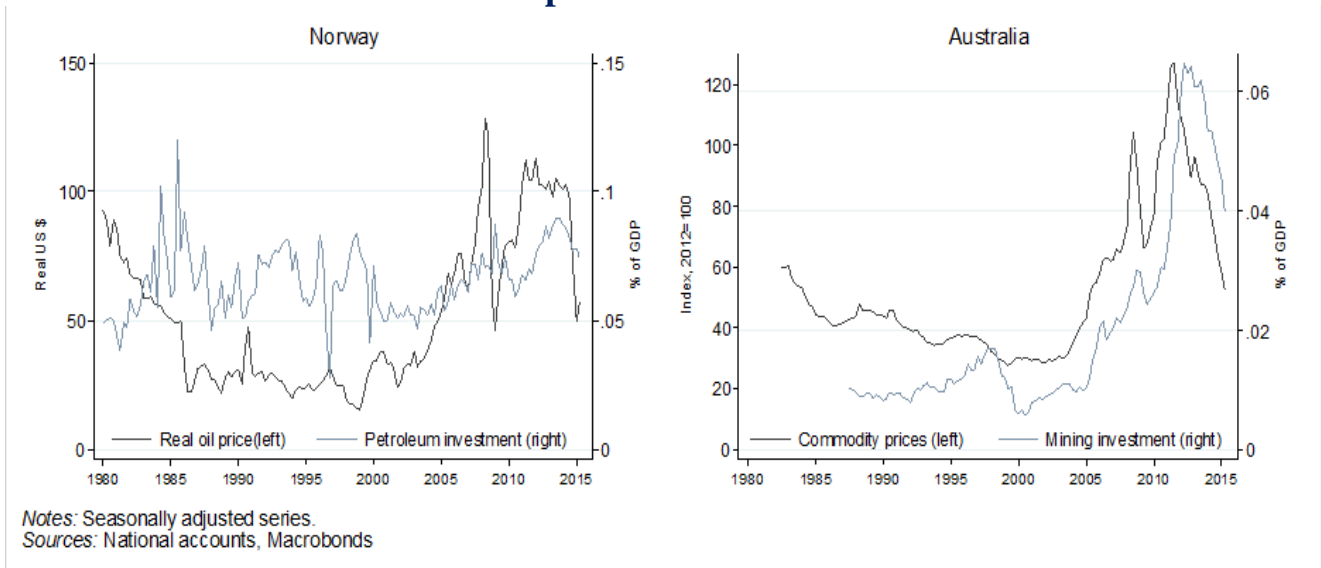 Norway
Australia
150
100
50
0
Real US $
.15
.1
.05
0
% of GDP
Real oil price(left)
Petroleum investment (right)
1980 1985 1990 1995 2000 2005 2010 2015
120
100
80
60
40
20
0
Index, 2012=100
.06
.04
.02
0
% of GDP
Commodity prices (left)
Mining investment (right)
1980 1985 1990 1995 2000 2005 2010 2015
Notes: Seasonally adjusted series.
Sources: National accounts, Macrobonds